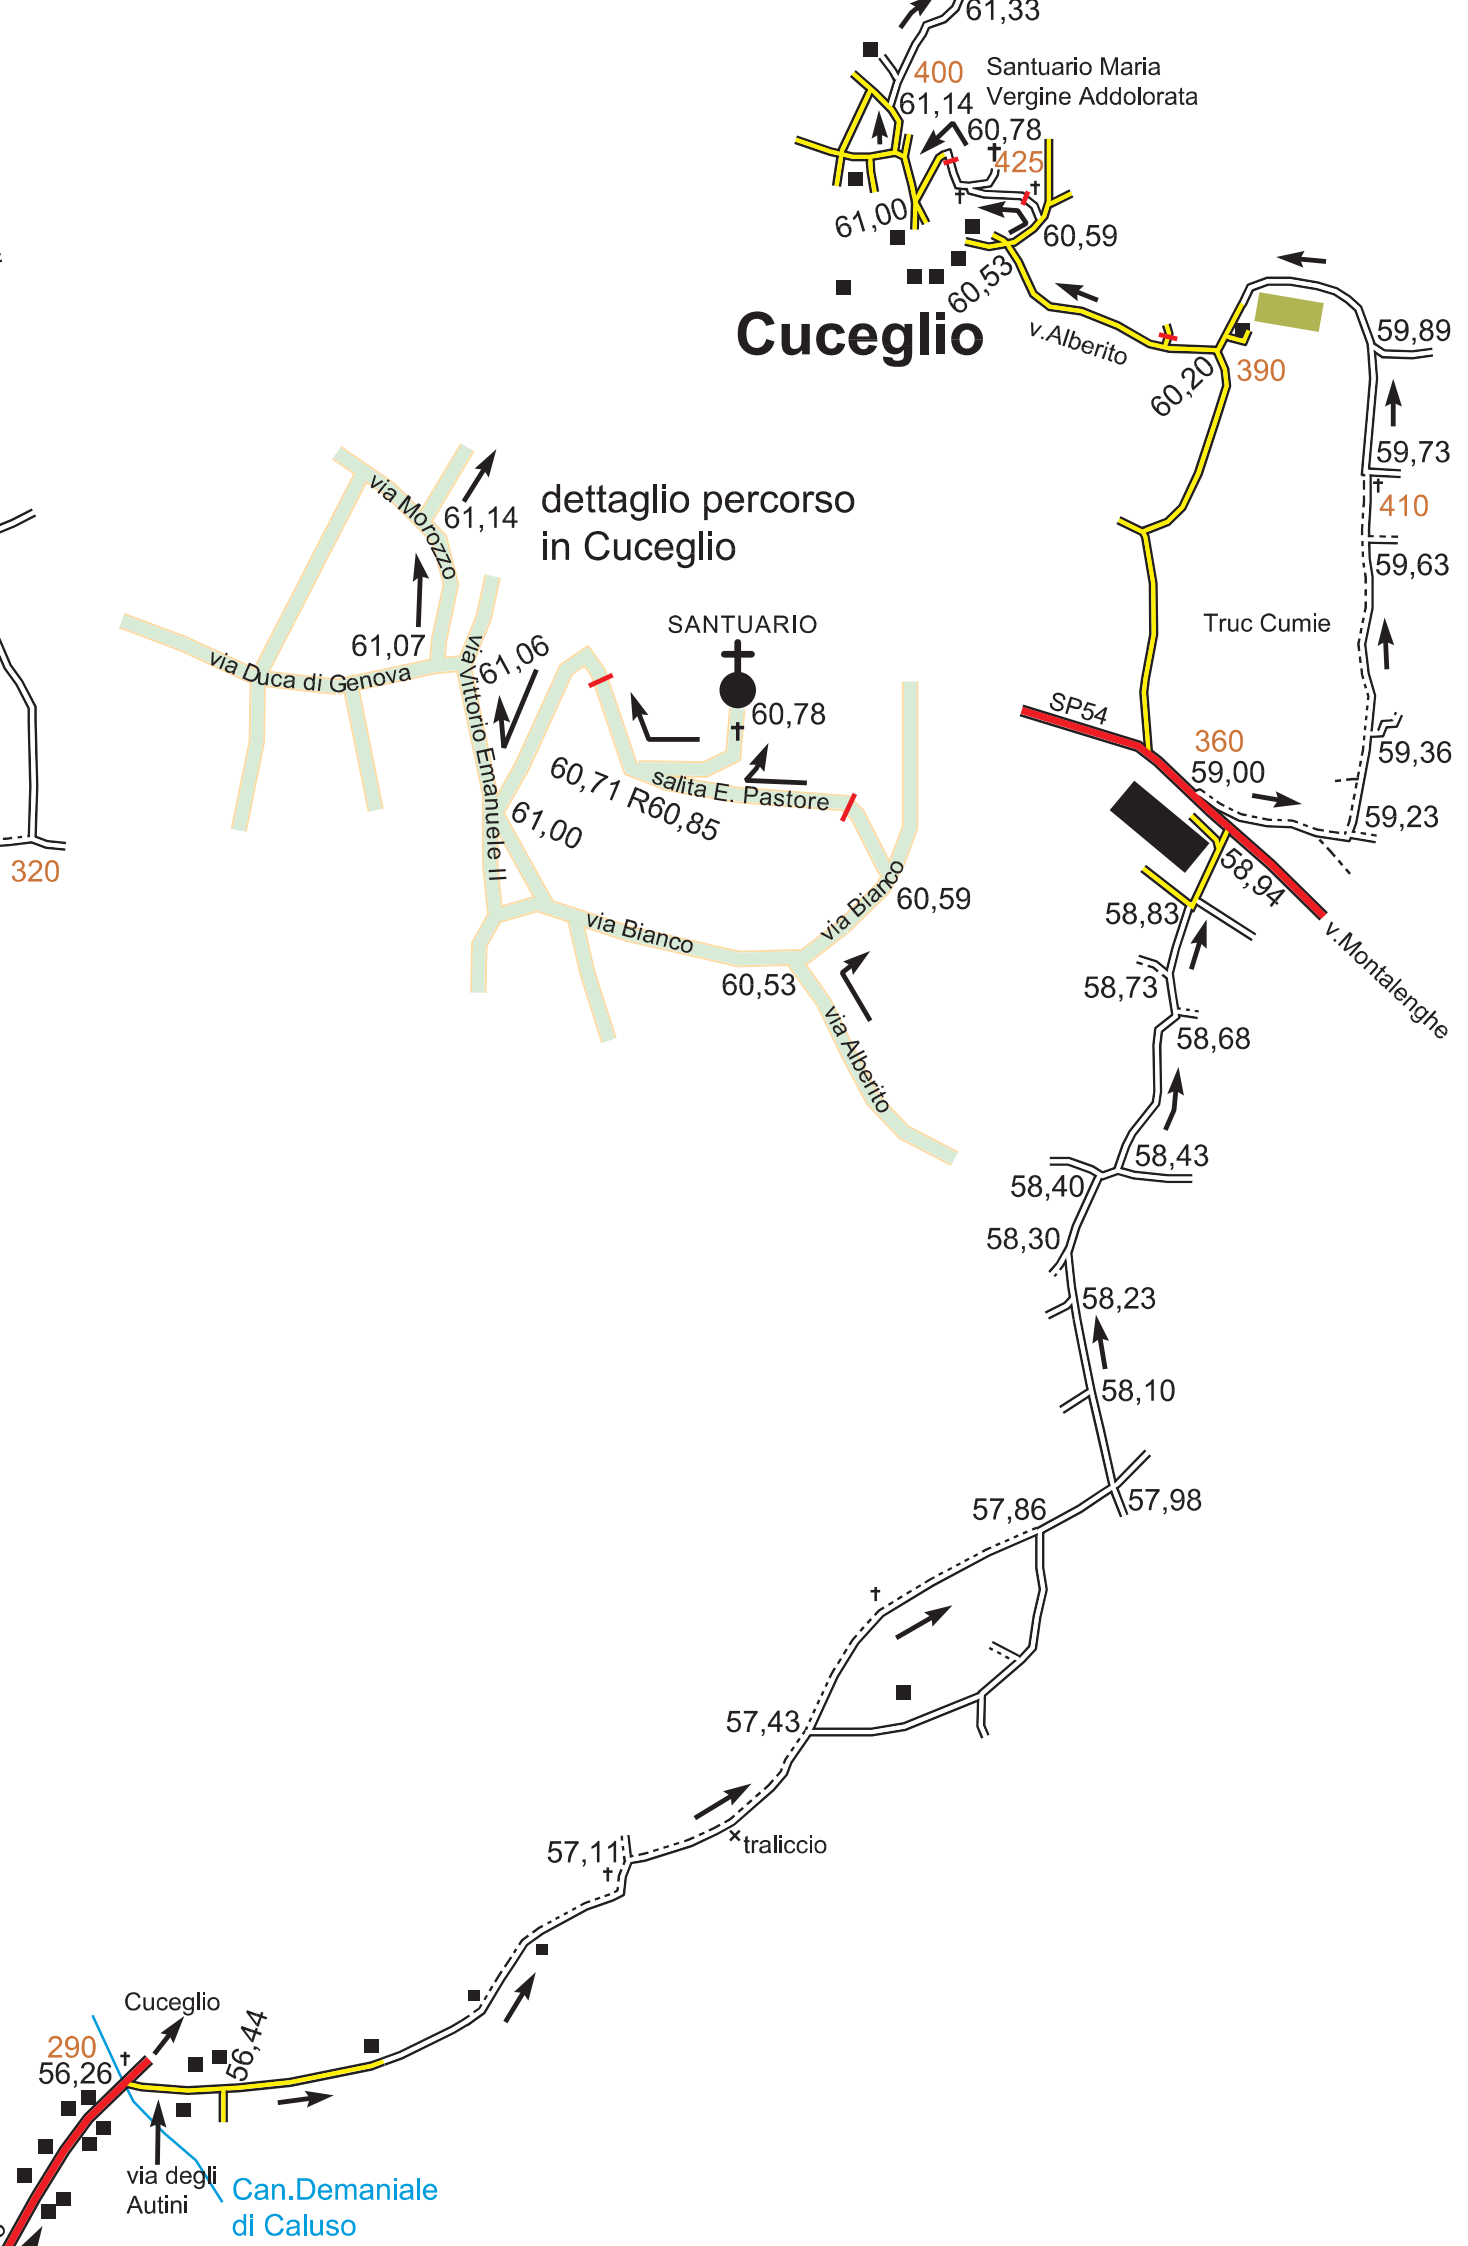 61,33
400
Santuario Maria
Vergine Addolorata
61,14
60,78
425
61,00
60,59
60,53
Cuceglio
v.Alberito
59,89
60,20
390
59,73
410
59,63
via Morozzo
61,14
dettaglio percorso
in Cuceglio
Truc Cumie
SANTUARIO
61,07
61,06
via Duca di Genova
via Vittorio Emanuele II
60,78
SP54
360
59,00
59,36
60,71 R60,85
salita E. Pastore
61,00
59,23
320
58,94
60,59
via Bianco
via Bianco
58,83
60,53
58,73
v.Montalenghe
58,68
via Alberito
58,43
58,40
58,30
58,23
58,10
57,98
57,86
57,43
57,11
traliccio
Cuceglio
290
56,26
56,44
via degli
Autini
Can.Demaniale
di Caluso